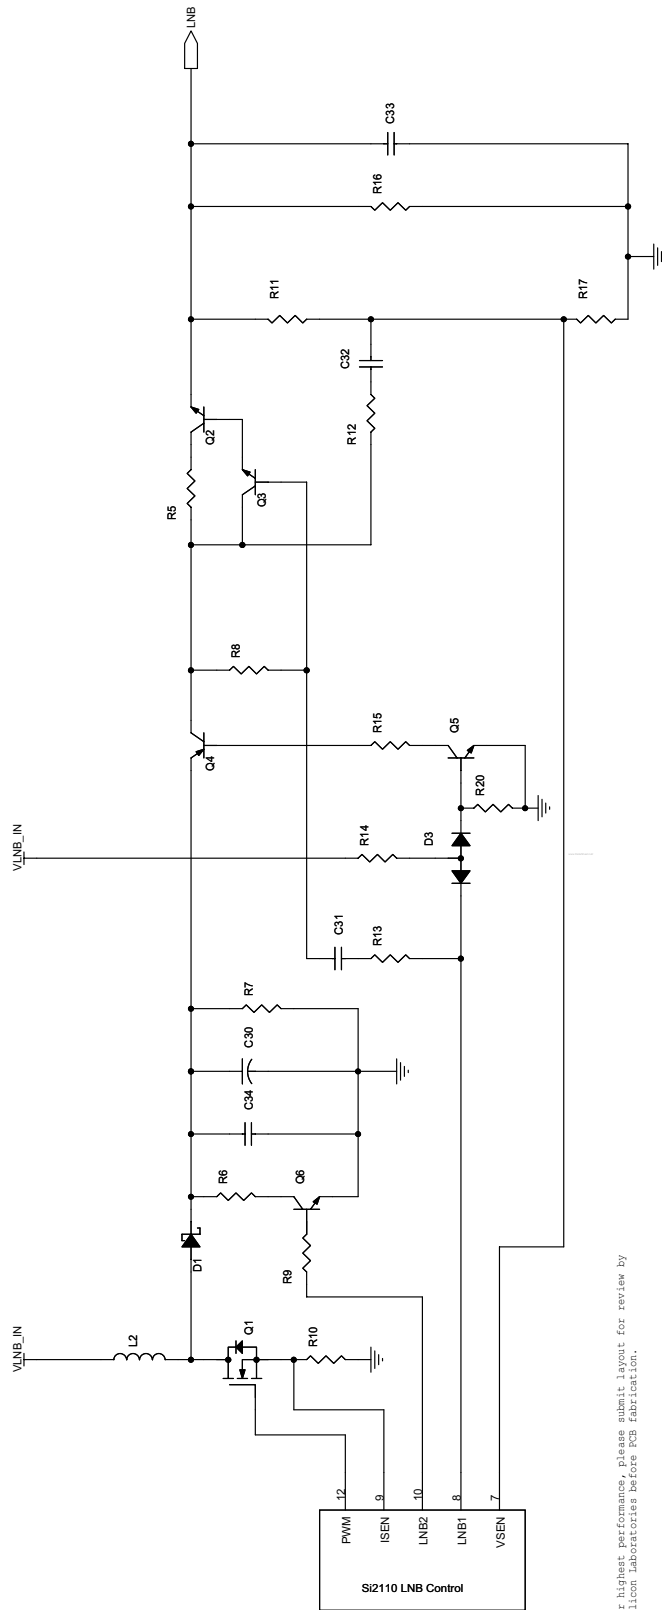 LNB
C33
R16
R11
R17
C32
R12
Q2
R5
Q3
R8
Q4
R15
Q5
R20
VLNB_IN
R14
D3
C31
R13
R7
C30
C34
R6
Q6
R9
D1
VLNB_IN
L2
Q1
R10
PWM 12
ISEN 9
LNB2 10
LNB1 8
VSEN 7
Si2110 LNB Control
highest performance, please submit layout for review by
Laboratories before PCB fabrication.